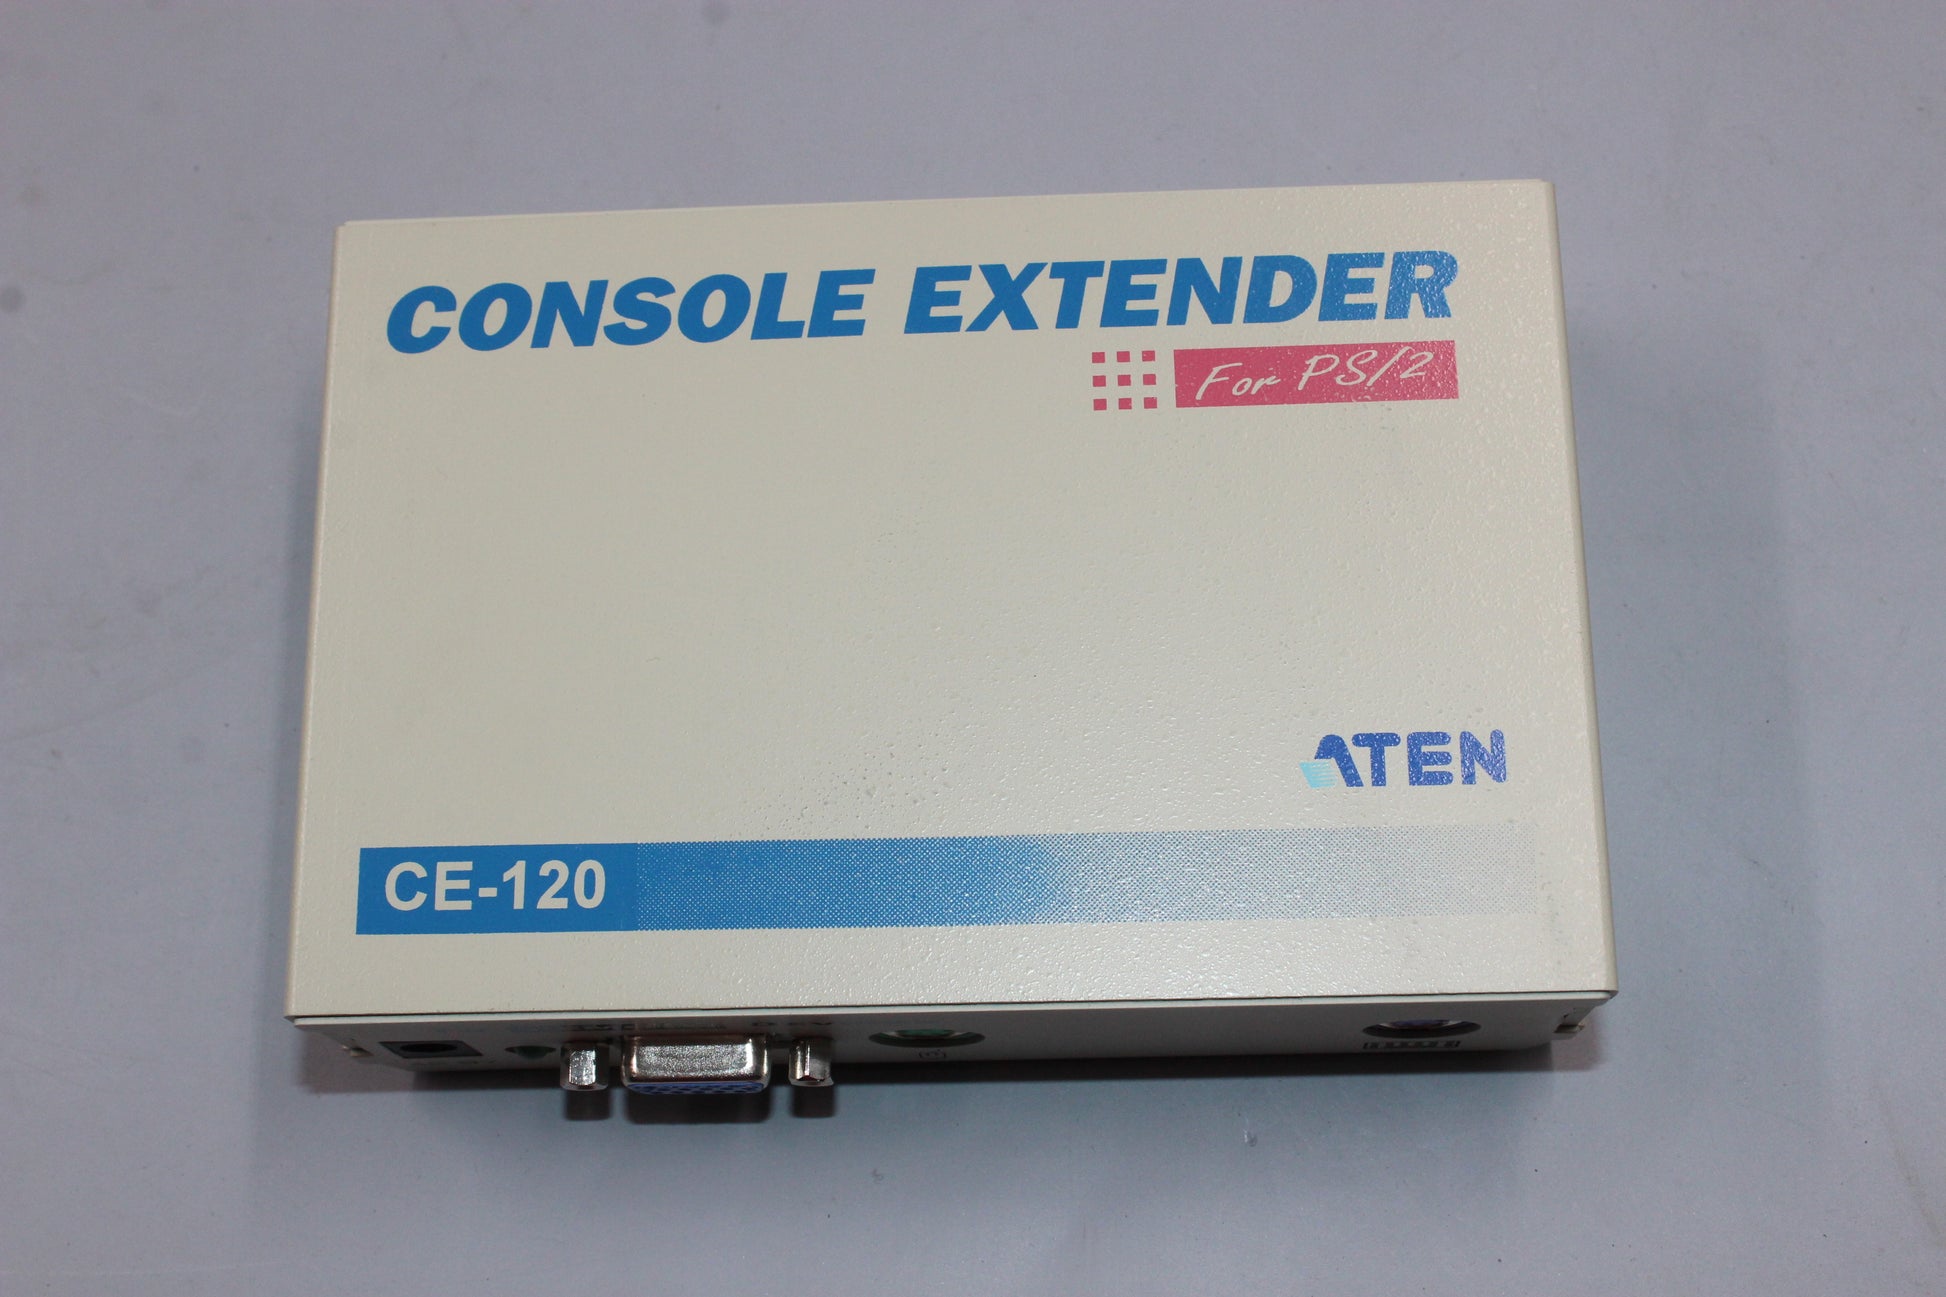 CONSOLE EXTENDER
For PS/2
ATEN
CE-120